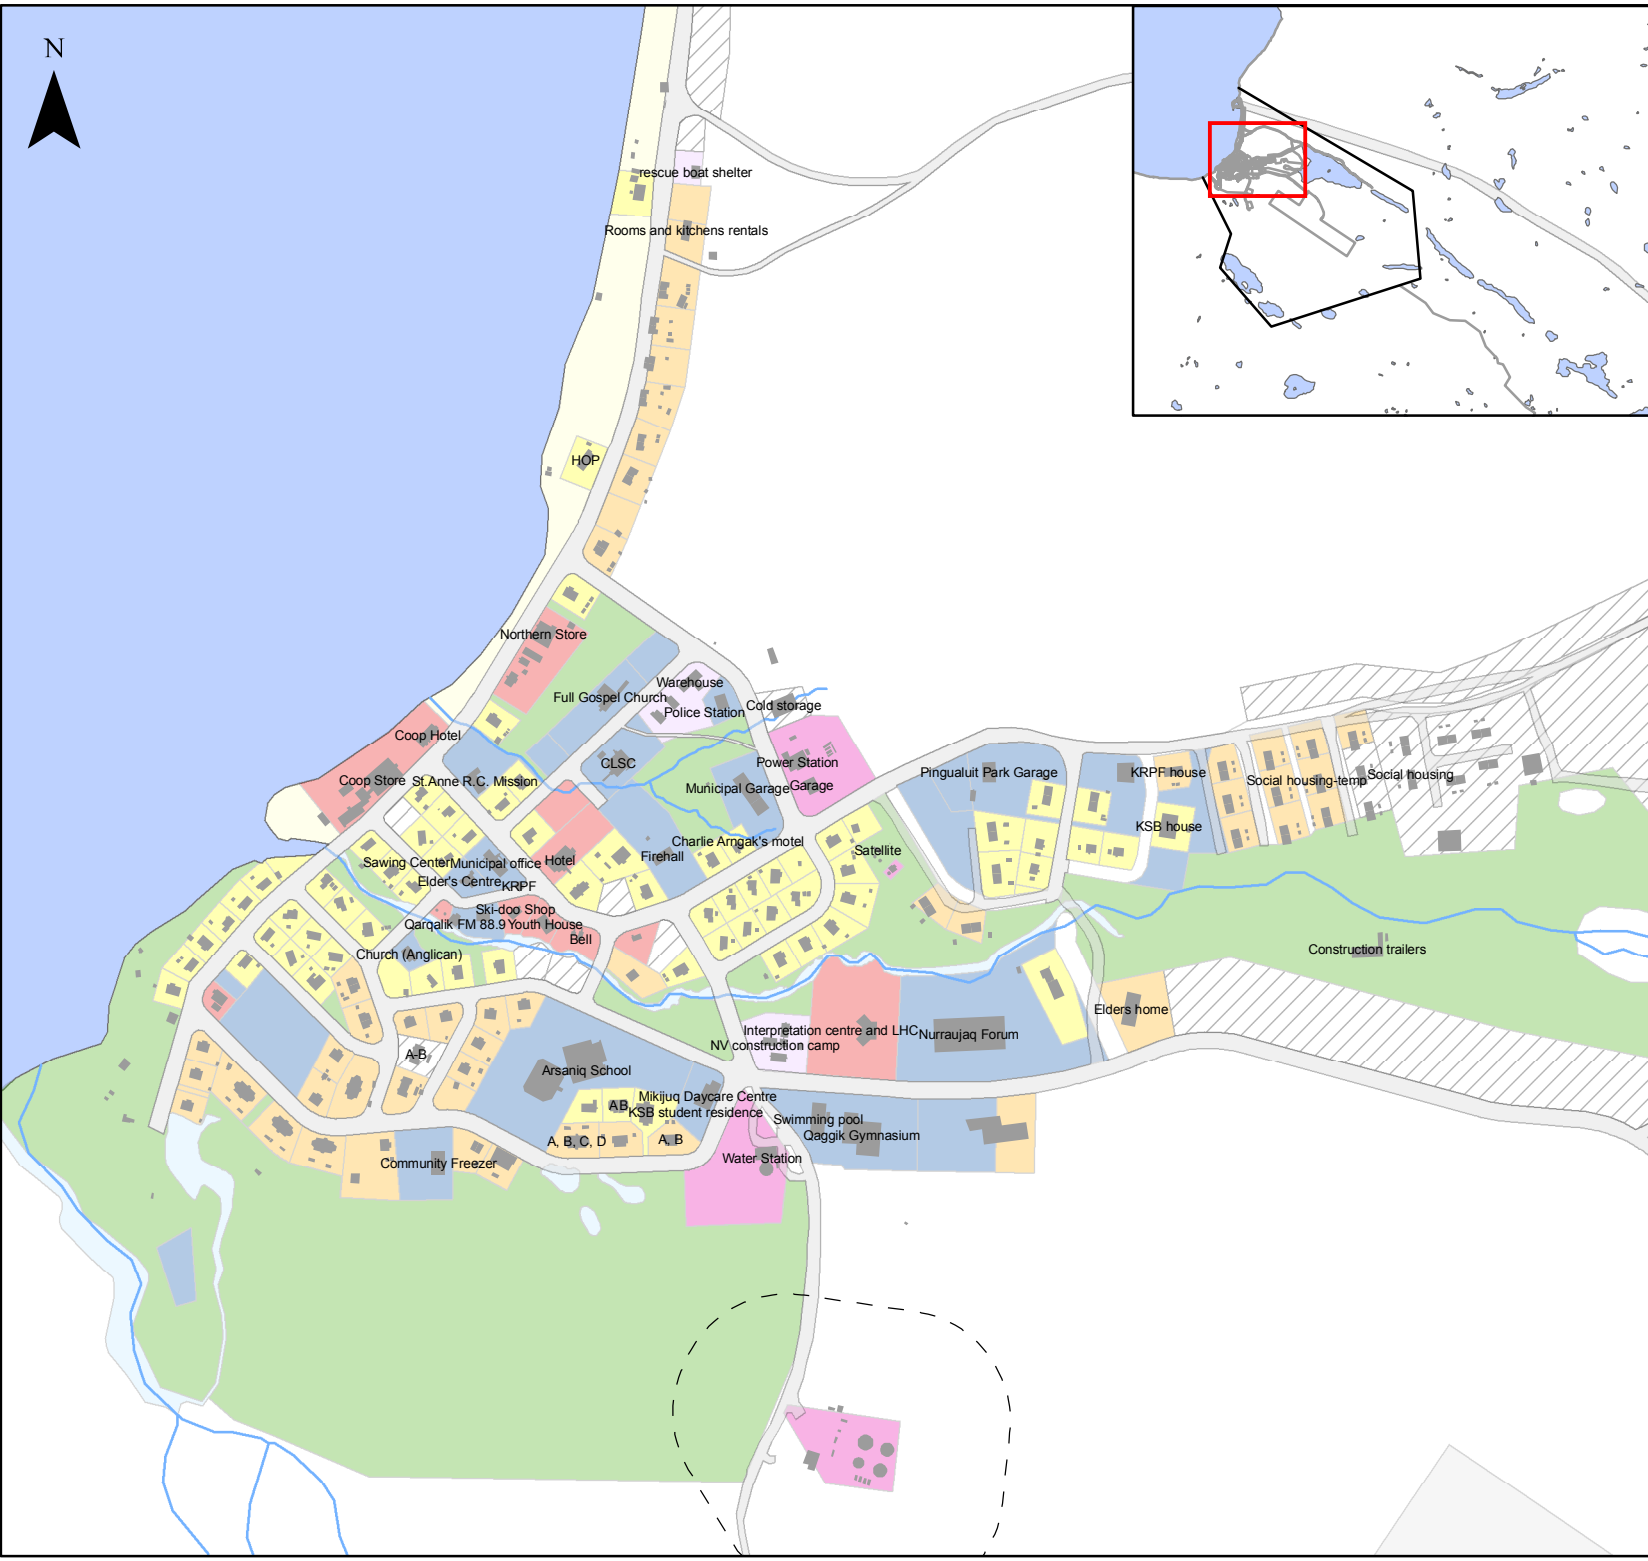 N
rescue boat shelter
Rooms and kitchens rentals
HOP
Northern Store
Warehouse
Full Gospel Church
Police Station
Cold storage
Coop Hotel
CLSC
Power Station
Pingualuit Park Garage
KRPF house
Coop Store
St.Anne R.C. Mission
Municipal Garage
Garage
Social housing-temp
Social housing
KSB house
Charlie Arngak's motel
Satellite
Sawing Center
Municipal office
Hotel
Firehall
Elder's Centre
KRPF
Ski-doo Shop
Qarqalik FM 88.9
Youth House
Bell
Church (Anglican)
Construction trailers
Elders home
Interpretation centre and LHC
Nurraujaq Forum
NV construction camp
A-B
Arsaniq School
Mikijuq Daycare Centre
AB
KSB student residence
Swimming pool
Qaggik Gymnasium
A, B, C, D
A, B
Water Station
Community Freezer